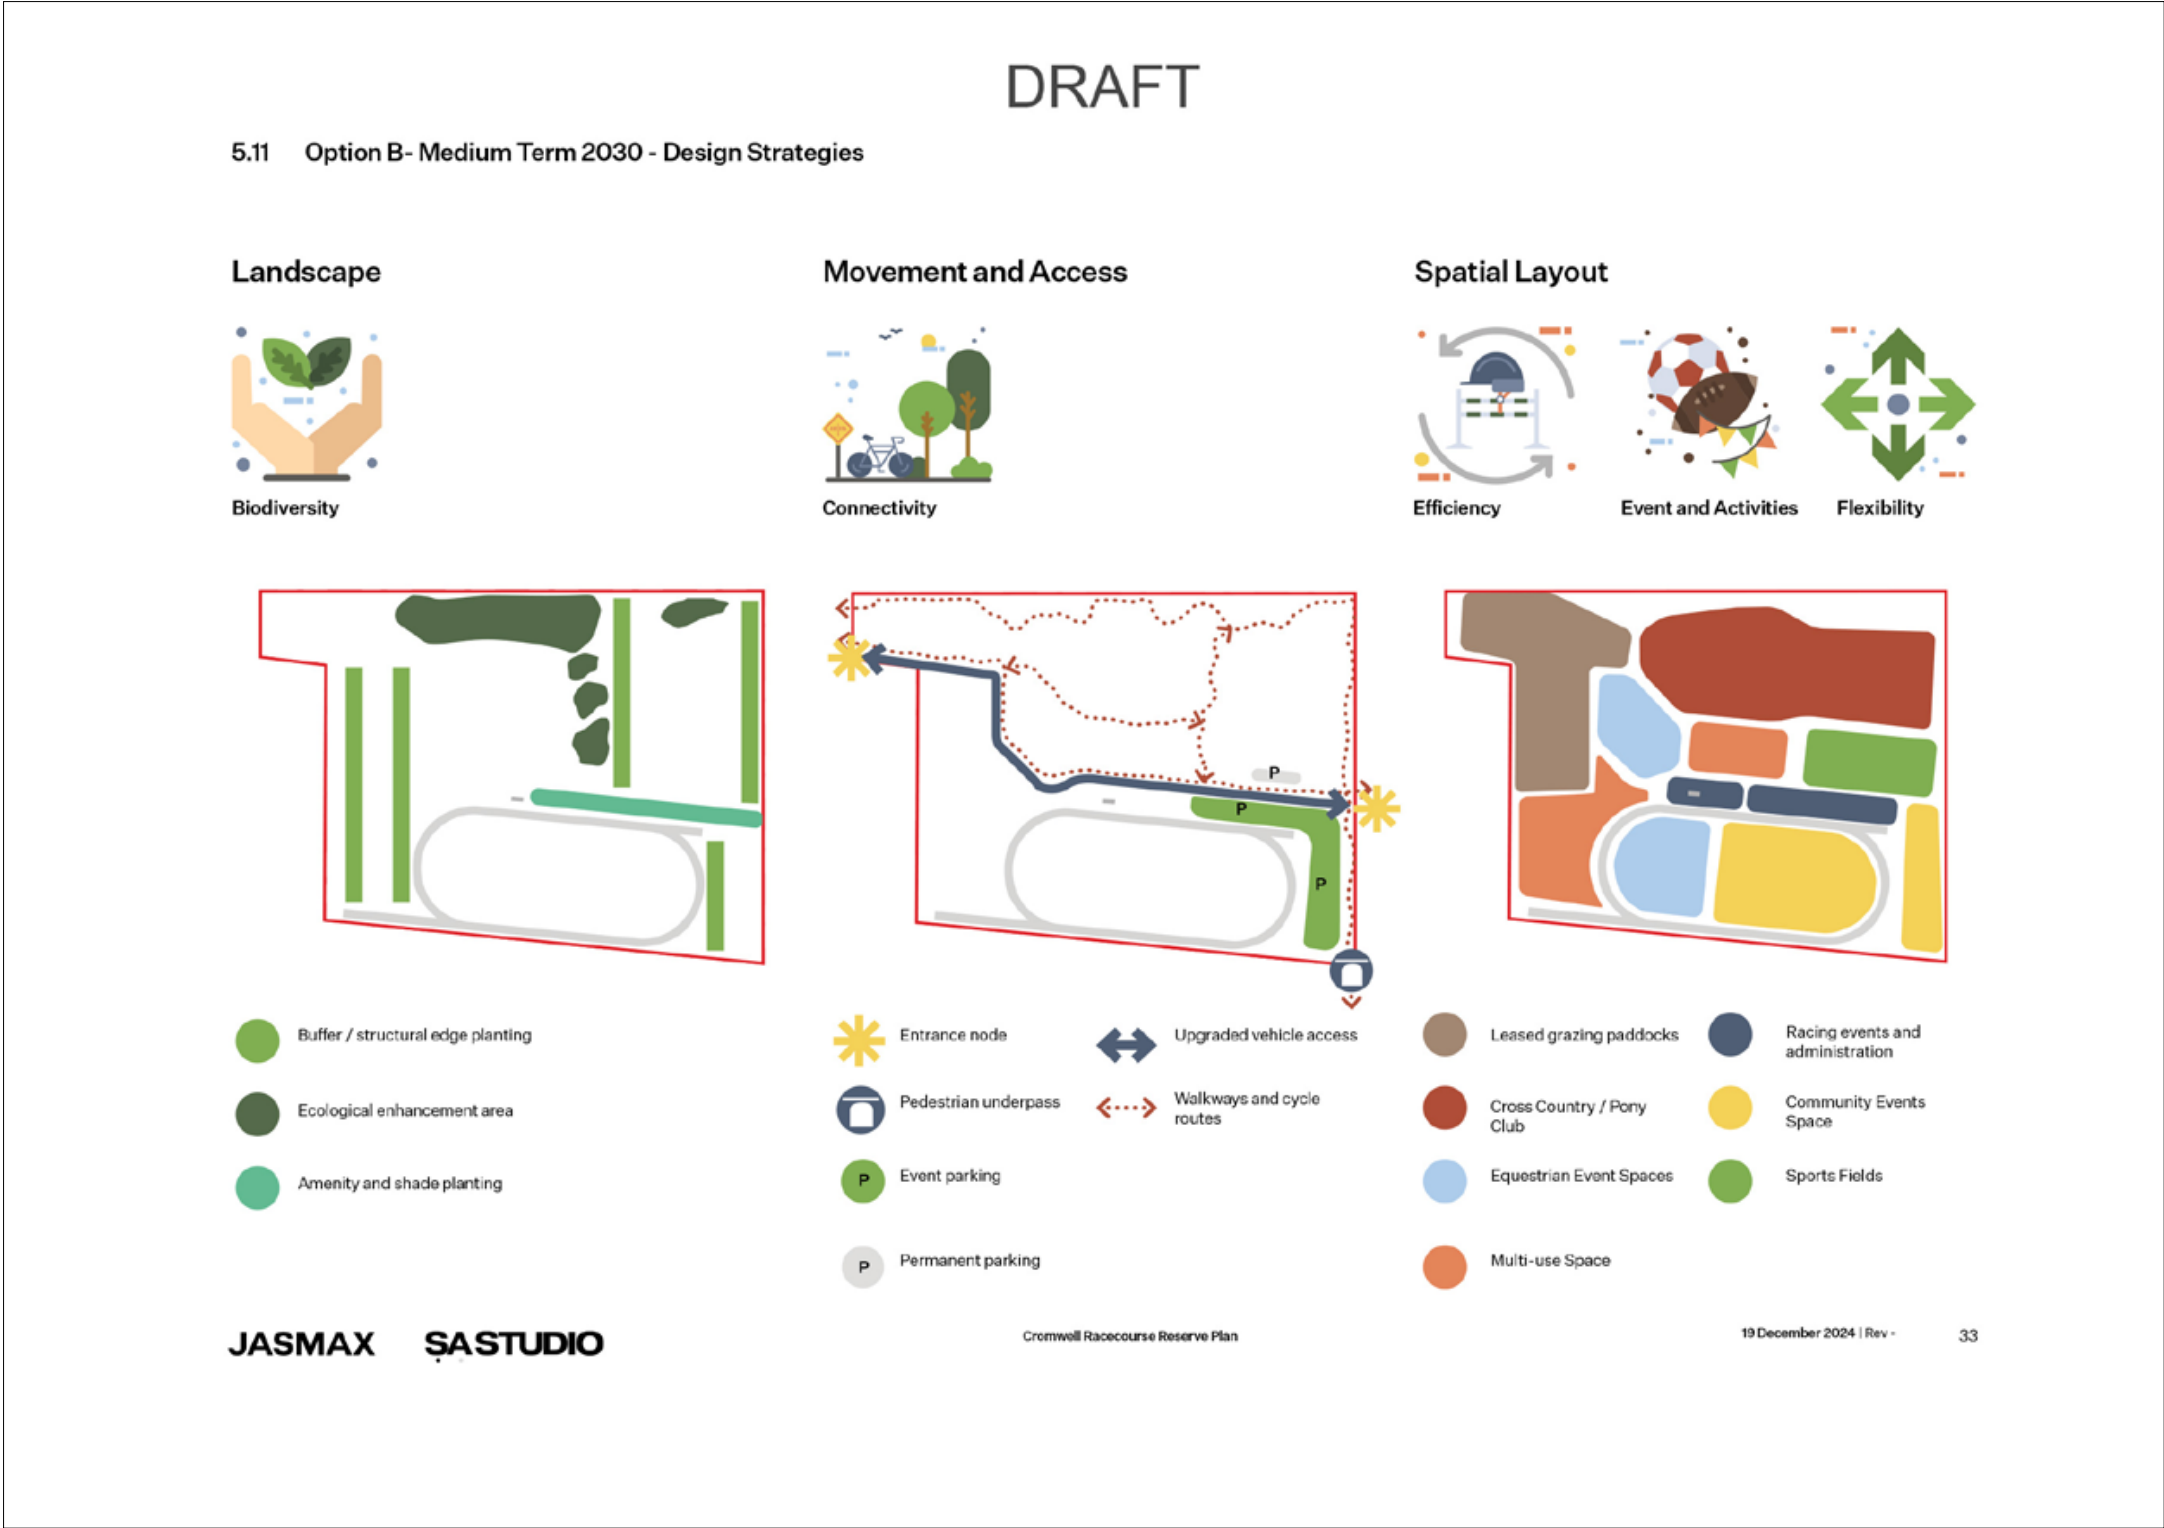 DRAFT
5.11 Option B- Medium Term 2030 - Design Strategies
Landscape
Biodiversity
Movement and Access
Connectivity
Spatial Layout
Efficiency
Event and Activities
Flexibility
P
P
P
Buffer / structural edge planting
Ecological enhancement area
Amenity and shade planting
Entrance node
Upgraded vehicle access
Pedestrian underpass
Walkways and cycle
routes
P Event parking
P Permanent parking
Leased grazing paddocks
Racing events and
administration
Cross Country / Pony
Club
Community Events
Space
Equestrian Event Spaces
Sports Fields
Multi-use Space
JASMAX
SA STUDIO
Cromwell Racecourse Reserve Plan
19 December 2024 | Rev -
33